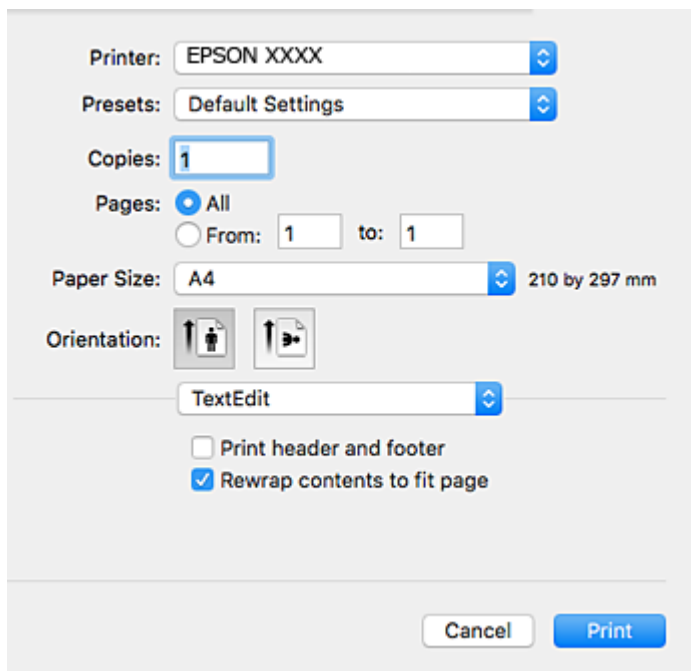 Printer: EPSON XXXX
Presets: Default Settings
Copies: 1
Pages: All
From: 1 to: 1
Paper Size: A4 210 by 297 mm
Orientation:
TextEdit
Print header and footer
Rewrap contents to fit page
Cancel Print